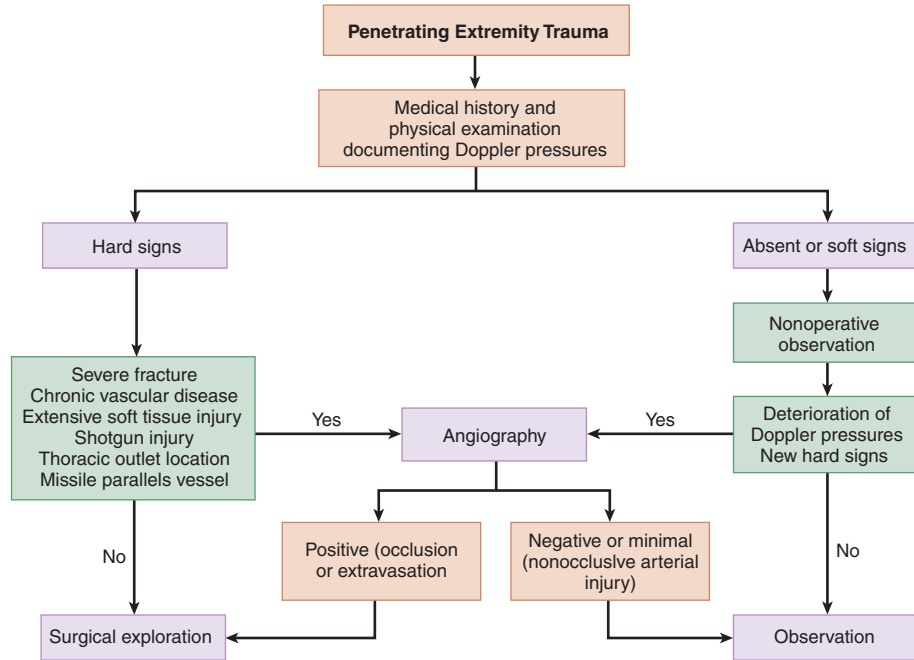 Penetrating Extremity Trauma
Medical history and
physical examination
documenting Doppler pressures
Hard signs
Absent or soft signs
Nonoperative
observation
Severe fracture
Chronic vascular disease
Extensive soft tissue injury
Shotgun injury
Thoracic outlet location
Missile parallels vessel
Yes
Angiography
Yes
Deterioration of
Doppler pressures
New hard signs
No
Positive (occlusion
or extravasation
Negative or minimal
(nonoccluslve arterial
injury)
No
Surgical exploration
Observation